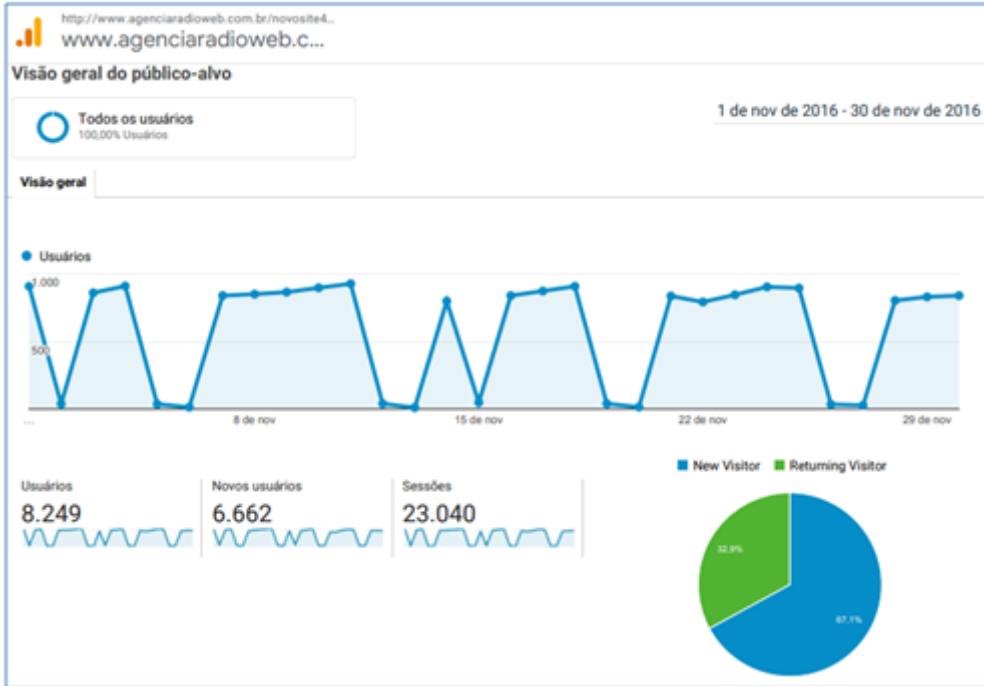 http://www.agenciaradioweb.com.br/novosite4...
www.agenciaradioweb.c...
Visão geral do público-alvo
Todos os usuários
100,00% Usuários
1 de nov de 2016 - 30 de nov de 2016
Visão geral
Usuários
1.000
500
...
8 de nov
15 de nov
22 de nov
29 de nov
New Visitor
Returning Visitor
Usuários
Novos usuários
Sessões
8.249
6.662
23.040
32,9%
67,1%